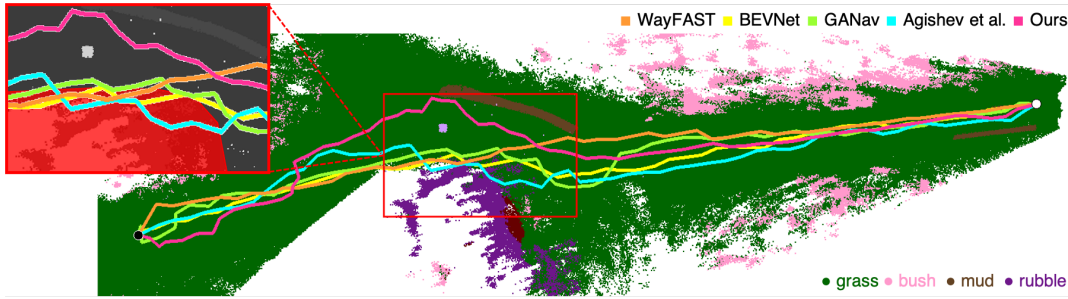 WayFAST BEVNet GANav Agishev et al. Ours
grass bush mud rubble